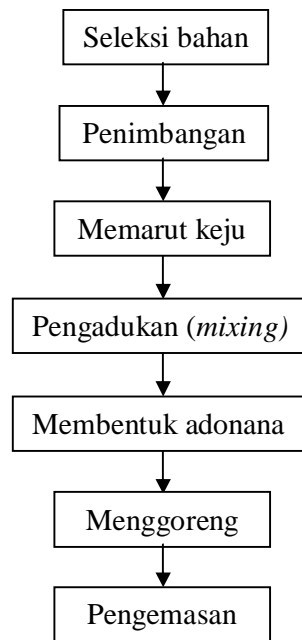 Seleksi bahan
Penimbangan
Memarut keju
Pengadukan (mixing)
Membentuk adonana
Menggoreng
Pengemasan